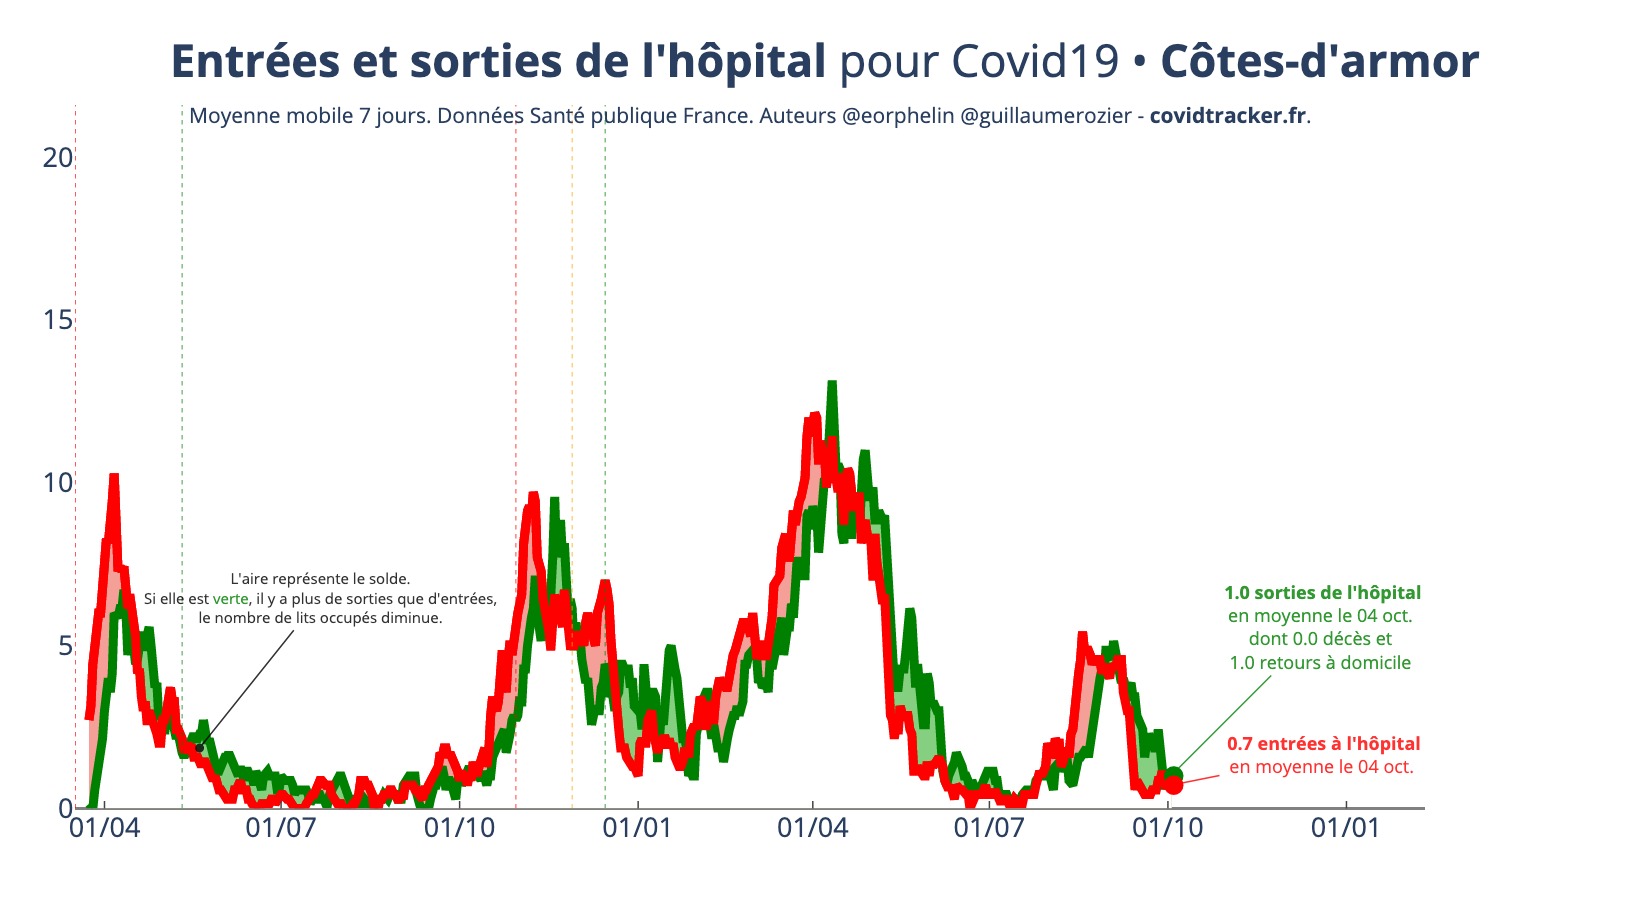 Entrées et sorties de l'hôpital pour Covid19 • Côtes-d'armor
Moyenne mobile 7 jours. Données Santé publique France. Auteurs @eorphelin @guillaumerozier - covidtracker.fr.
20
15
10
5
0
L'aire représente le solde.
Si elle est verte, il y a plus de sorties que d'entrées,
le nombre de lits occupés diminue.
1.0 sorties de l'hôpital
en moyenne le 04 oct.
dont 0.0 décès et
1.0 retours à domicile
0.7 entrées à l'hôpital
en moyenne le 04 oct.
01/04 01/07 01/10 01/01 01/04 01/07 01/10 01/01